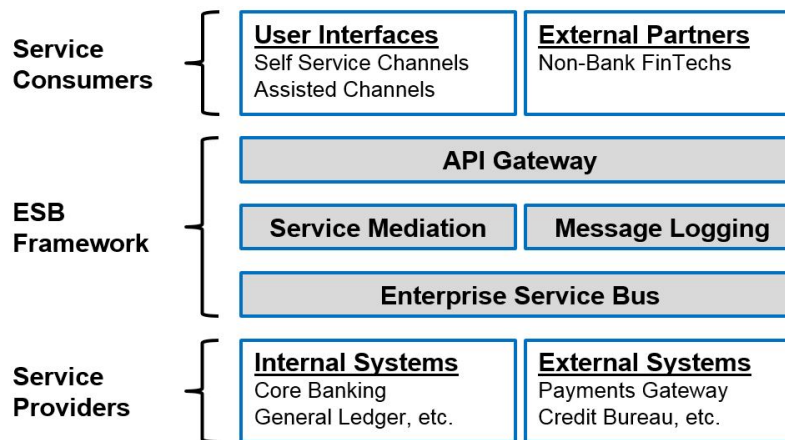 Service
Consumers
User Interfaces
Self Service Channels
Assisted Channels
External Partners
Non-Bank FinTechs
ESB
Framework
API Gateway
Service Mediation
Message Logging
Enterprise Service Bus
Service
Providers
Internal Systems
Core Banking
General Ledger, etc.
External Systems
Payments Gateway
Credit Bureau, etc.